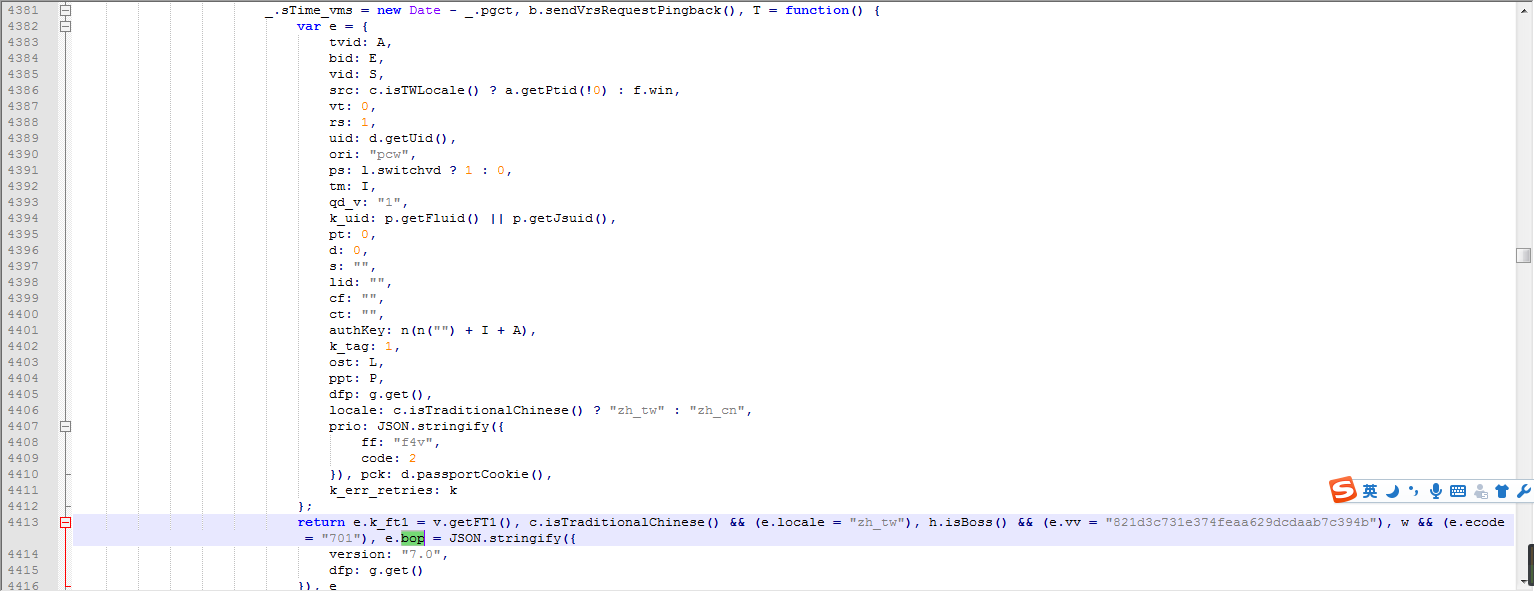 4381 _.sTime_vms = new Date - _.pgct, b.sendVrsRequestPingback(), T = function() {
4382 var e = {
4383 tvid: A,
4384 bid: E,
4385 vid: S,
4386 src: c.isTWLocale() ? a.getPtid(!0) : f.win,
4387 vt: 0,
4388 rs: 1,
4389 uid: d.getUid(),
4390 ori: "pcw",
4391 ps: l.switchvd ? 1 : 0,
4392 tm: I,
4393 qd_v: "1",
4394 k_uid: p.getFluid() || p.getJsuid(),
4395 pt: 0,
4396 d: 0,
4397 s: "",
4398 lid: "",
4399 cf: "",
4400 ct: "",
4401 authKey: n(n("") + I + A),
4402 k_tag: 1,
4403 ost: L,
4404 ppt: P,
4405 dfp: g.get(),
4406 locale: c.isTraditionalChinese() ? "zh_tw" : "zh_cn",
4407 prio: JSON.stringify({
4408 ff: "f4v",
4409 code: 2
4410 }), pck: d.passportCookie(),
4411 k_err_retries: k
4412 };
4413 return e.k_ft1 = v.getFT1(), c.isTraditionalChinese() && (e.locale = "zh_tw"), h.isBoss() && (e.vv = "821d3c731e374feaa629dcdaab7c394b"), w && (e.ecode
= "701"), e.bop = JSON.stringify({
4414 version: "7.0",
4415 dfp: g.get()
4416 }), e
S 英